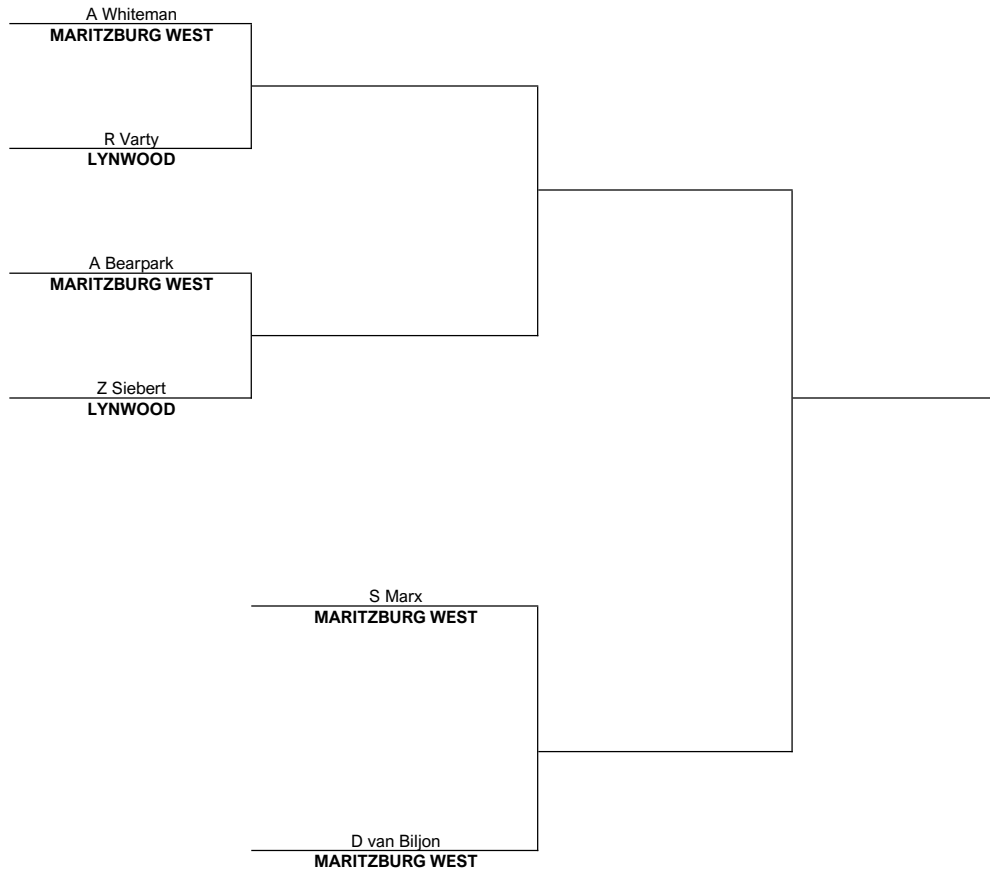 A Whiteman
MARITZBURG WEST
R Varty
LYNWOOD
A Bearpark
MARITZBURG WEST
Z Siebert
LYNWOOD
S Marx
MARITZBURG WEST
D van Biljon
MARITZBURG WEST